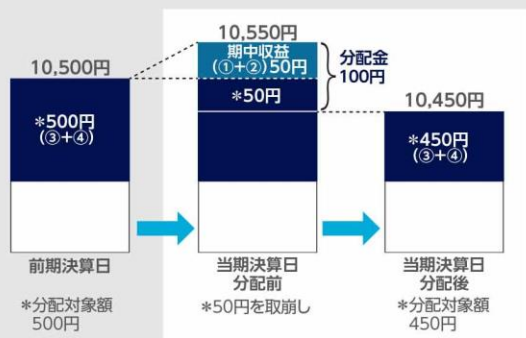 10,500円
*500円
(③+④)
前期決算日
*分配対象額
500円
10,550円
期中収益
(①+②)50円
*50円
分配金
100円
当期決算日
分配前
*50円を取崩し
10,450円
*450円
(③+④)
当期決算日
分配後
*分配対象額
450円